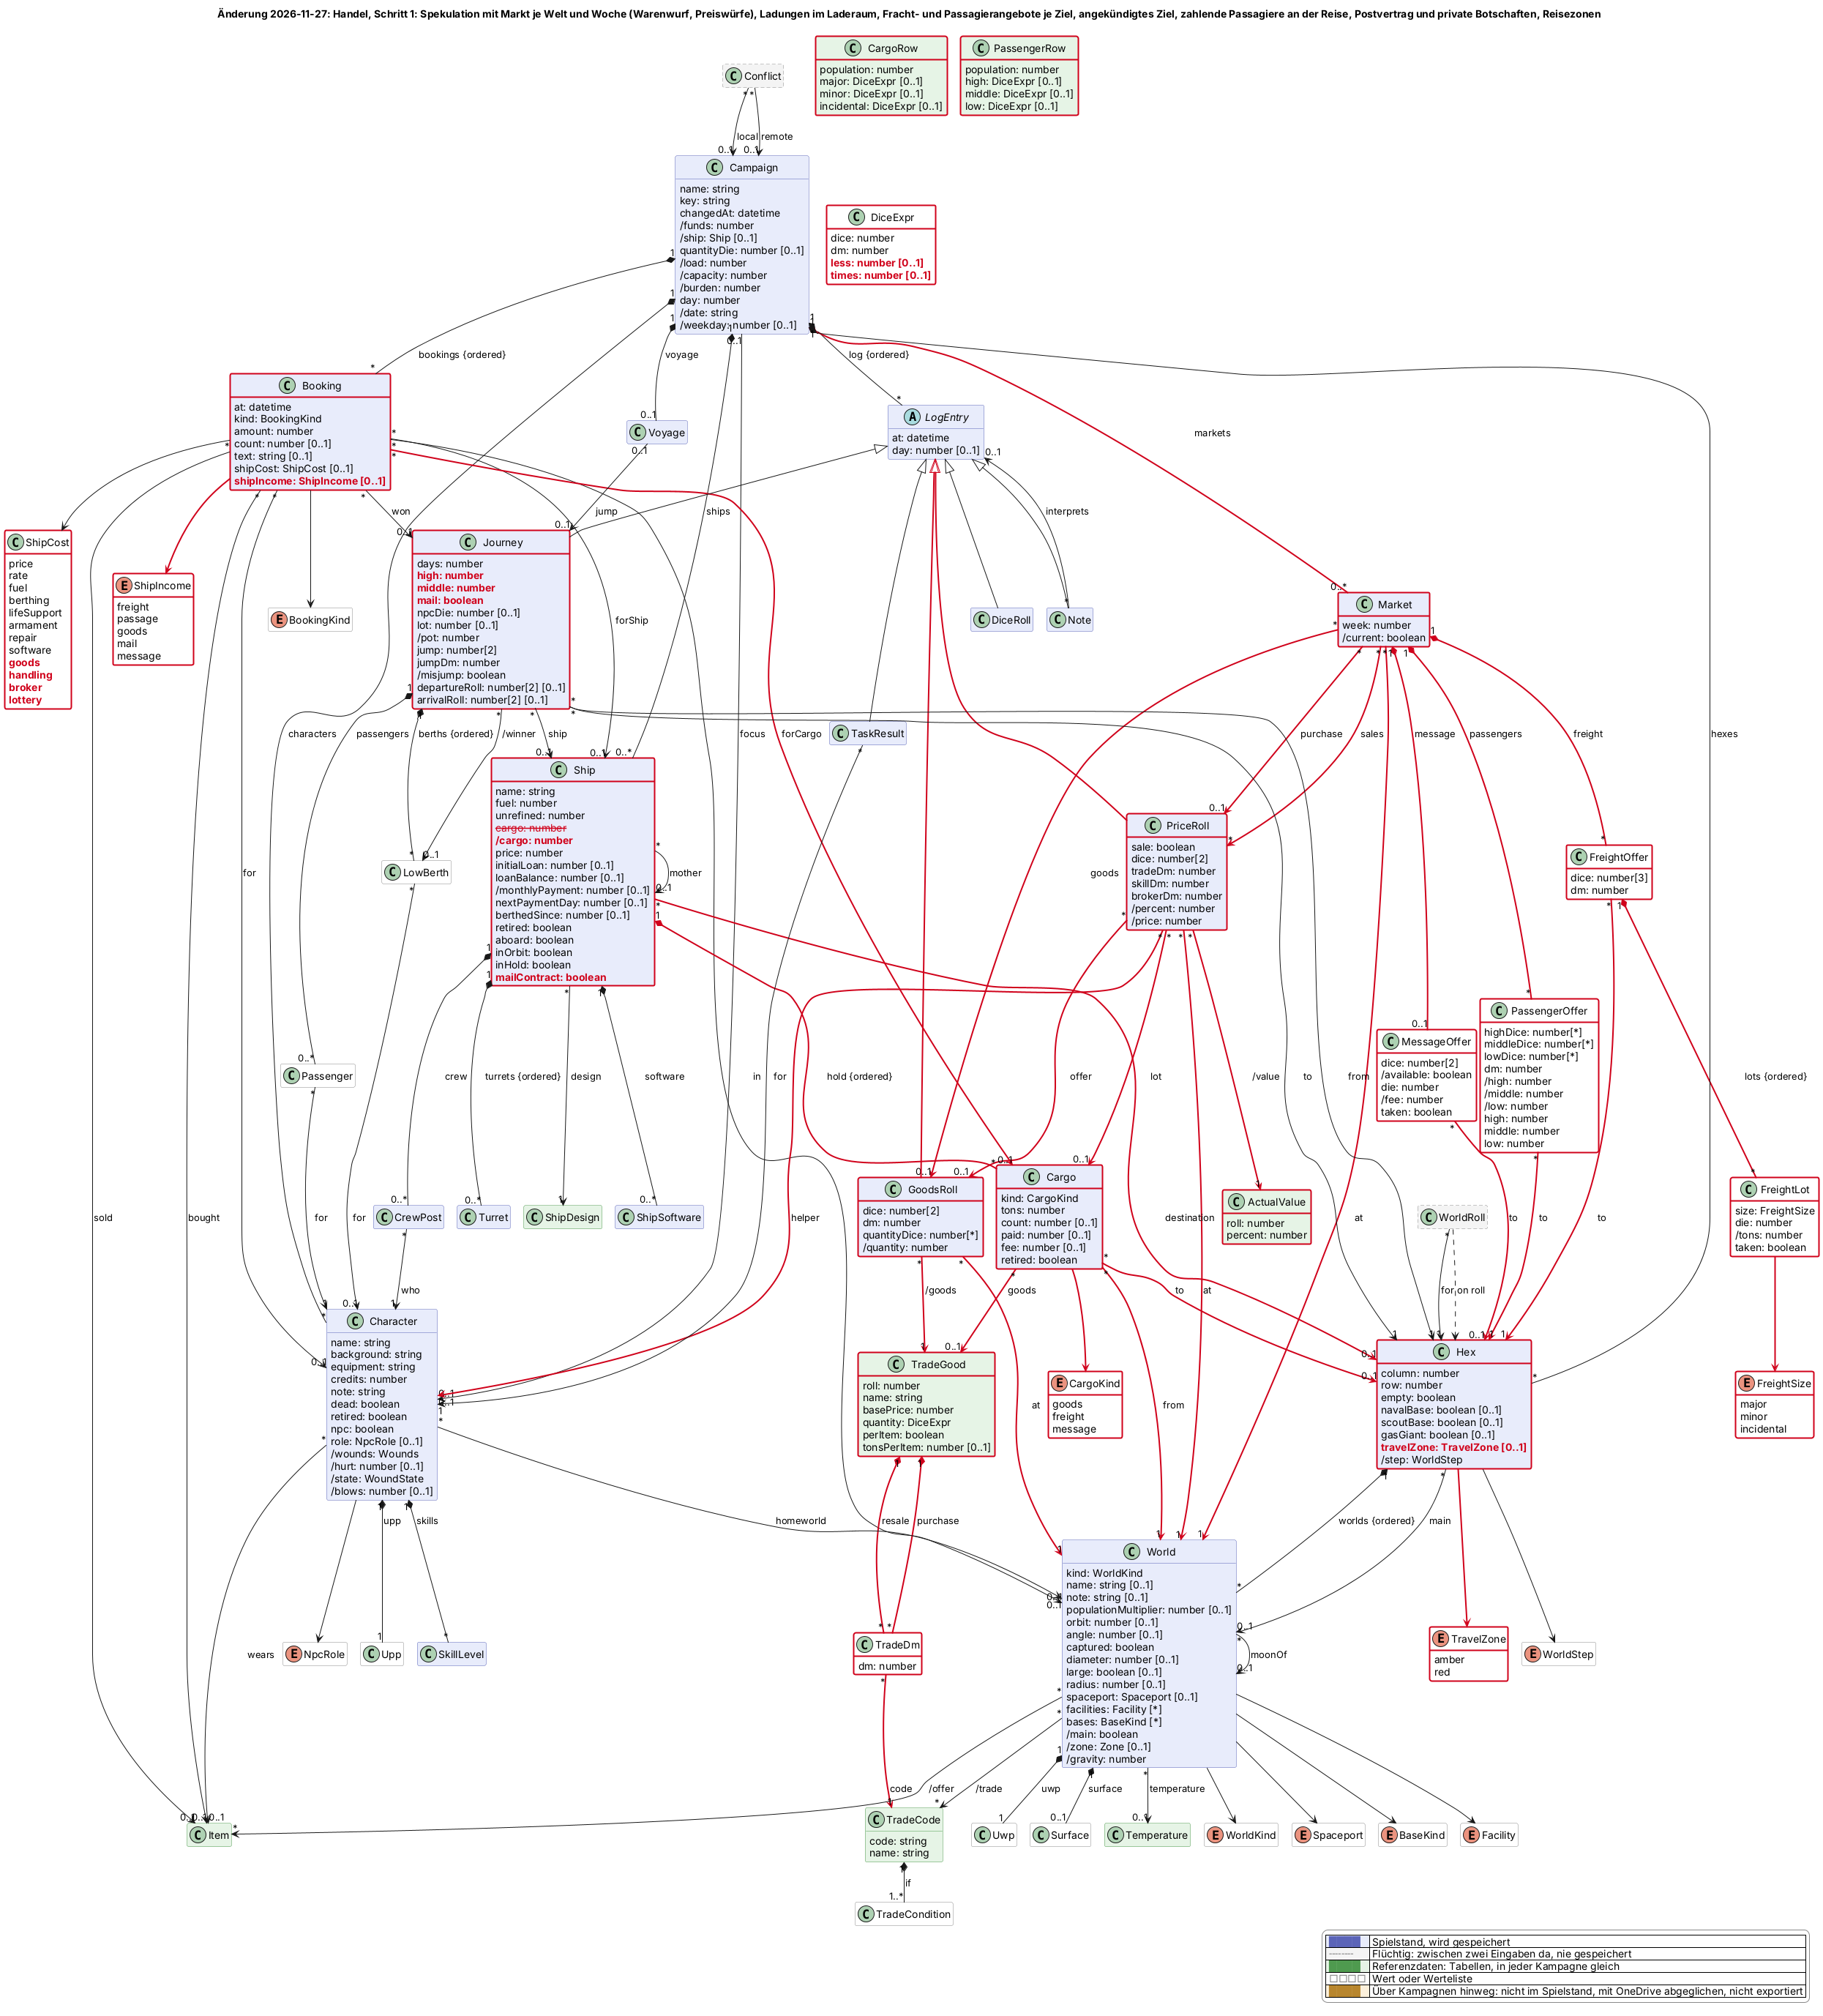 Änderung 2026-11-27: Handel, Schritt 1: Spekulation mit Markt je Welt und Woche (Warenwurf, Preiswürfe), Ladungen im Laderaum, Fracht- und Passagierangebote je Ziel, angekündigtes Ziel, zahlende Passagiere an der Reise, Postvertrag und private Botschaften, Reisezonen
Conflict
CargoRow
population: number
major: DiceExpr [0..1]
minor: DiceExpr [0..1]
incidental: DiceExpr [0..1]
PassengerRow
population: number
high: DiceExpr [0..1]
middle: DiceExpr [0..1]
low: DiceExpr [0..1]
* *
local remote
0..1 0..1
Campaign
name: string
key: string
changedAt: datetime
/funds: number
/ship: Ship [0..1]
quantityDie: number [0..1]
/load: number
/capacity: number
/burden: number
day: number
/date: string
/weekday: number [0..1]
DiceExpr
dice: number
dm: number
less: number [0..1]
times: number [0..1]
bookings {ordered}
voyage
log {ordered}
markets
Booking
at: datetime
kind: BookingKind
amount: number
count: number [0..1]
text: string [0..1]
shipCost: ShipCost [0..1]
shipIncome: ShipIncome [0..1]
Voyage
LogEntry
at: datetime
day: number [0..1]
won
jump
ships
interprets
ShipCost
price
rate
fuel
berthing
lifeSupport
armament
repair
software
goods
handling
broker
lottery
ShipIncome
freight
passage
goods
mail
message
BookingKind
Journey
days: number
high: number
middle: number
mail: boolean
npcDie: number [0..1]
lot: number [0..1]
/pot: number
jump: number[2]
jumpDm: number
/misjump: boolean
departureRoll: number[2] [0..1]
arrivalRoll: number[2] [0..1]
forShip
DiceRoll
Note
Market
week: number
/current: boolean
characters
passengers
berths {ordered}
/winner
ship
focus
forCargo
TaskResult
purchase
sales
message
passengers
freight
hexes
Ship
name: string
fuel: number
unrefined: number
cargo: number
/cargo: number
price: number
initialLoan: number [0..1]
loanBalance: number [0..1]
/monthlyPayment: number [0..1]
nextPaymentDay: number [0..1]
berthedSince: number [0..1]
retired: boolean
aboard: boolean
inOrbit: boolean
inHold: boolean
mailContract: boolean
mother
LowBerth
for
goods
PriceRoll
sale: boolean
dice: number[2]
tradeDm: number
skillDm: number
brokerDm: number
/percent: number
/price: number
FreightOffer
dice: number[3]
dm: number
Passenger
crew
turrets {ordered}
design
software
in
for
hold {ordered}
offer
lot
/value
to
from
MessageOffer
dice: number[2]
/available: boolean
die: number
/fee: number
taken: boolean
PassengerOffer
highDice: number[*]
middleDice: number[*]
lowDice: number[*]
dm: number
/high: number
/middle: number
/low: number
high: number
middle: number
low: number
lots {ordered}
sold
bought
for
for
CrewPost
Turret
ShipDesign
ShipSoftware
helper
GoodsRoll
dice: number[2]
dm: number
quantityDice: number[*]
/quantity: number
Cargo
kind: CargoKind
tons: number
count: number [0..1]
paid: number [0..1]
fee: number [0..1]
retired: boolean
destination
ActualValue
roll: number
percent: number
at
WorldRoll
to
to
to
FreightLot
size: FreightSize
die: number
/tons: number
taken: boolean
who
/goods
goods
to
at
for
on roll
Character
name: string
background: string
equipment: string
credits: number
note: string
dead: boolean
retired: boolean
npc: boolean
role: NpcRole [0..1]
/wounds: Wounds
/hurt: number [0..1]
/state: WoundState
/blows: number [0..1]
TradeGood
roll: number
name: string
basePrice: number
quantity: DiceExpr
perItem: boolean
tonsPerItem: number [0..1]
CargoKind
goods
freight
message
at
from
Hex
column: number
row: number
empty: boolean
navalBase: boolean [0..1]
scoutBase: boolean [0..1]
gasGiant: boolean [0..1]
travelZone: TravelZone [0..1]
/step: WorldStep
FreightSize
major
minor
incidental
upp
skills
homeworld
resale
purchase
worlds {ordered}
main
wears
NpcRole
Upp
SkillLevel
TradeDm
dm: number
World
kind: WorldKind
name: string [0..1]
note: string [0..1]
populationMultiplier: number [0..1]
orbit: number [0..1]
angle: number [0..1]
captured: boolean
diameter: number [0..1]
large: boolean [0..1]
radius: number [0..1]
spaceport: Spaceport [0..1]
facilities: Facility [*]
bases: BaseKind [*]
/main: boolean
/zone: Zone [0..1]
/gravity: number
moonOf
TravelZone
amber
red
WorldStep
code
/offer
/trade
uwp
surface
temperature
Item
TradeCode
code: string
name: string
Uwp
Surface
Temperature
WorldKind
Spaceport
BaseKind
Facility
if
1..*
TradeCondition
Spielstand, wird gespeichert
Flüchtig: zwischen zwei Eingaben da, nie gespeichert
Referenzdaten: Tabellen, in jeder Kampagne gleich
Wert oder Werteliste
Über Kampagnen hinweg: nicht im Spielstand, mit OneDrive abgeglichen, nicht exportiert